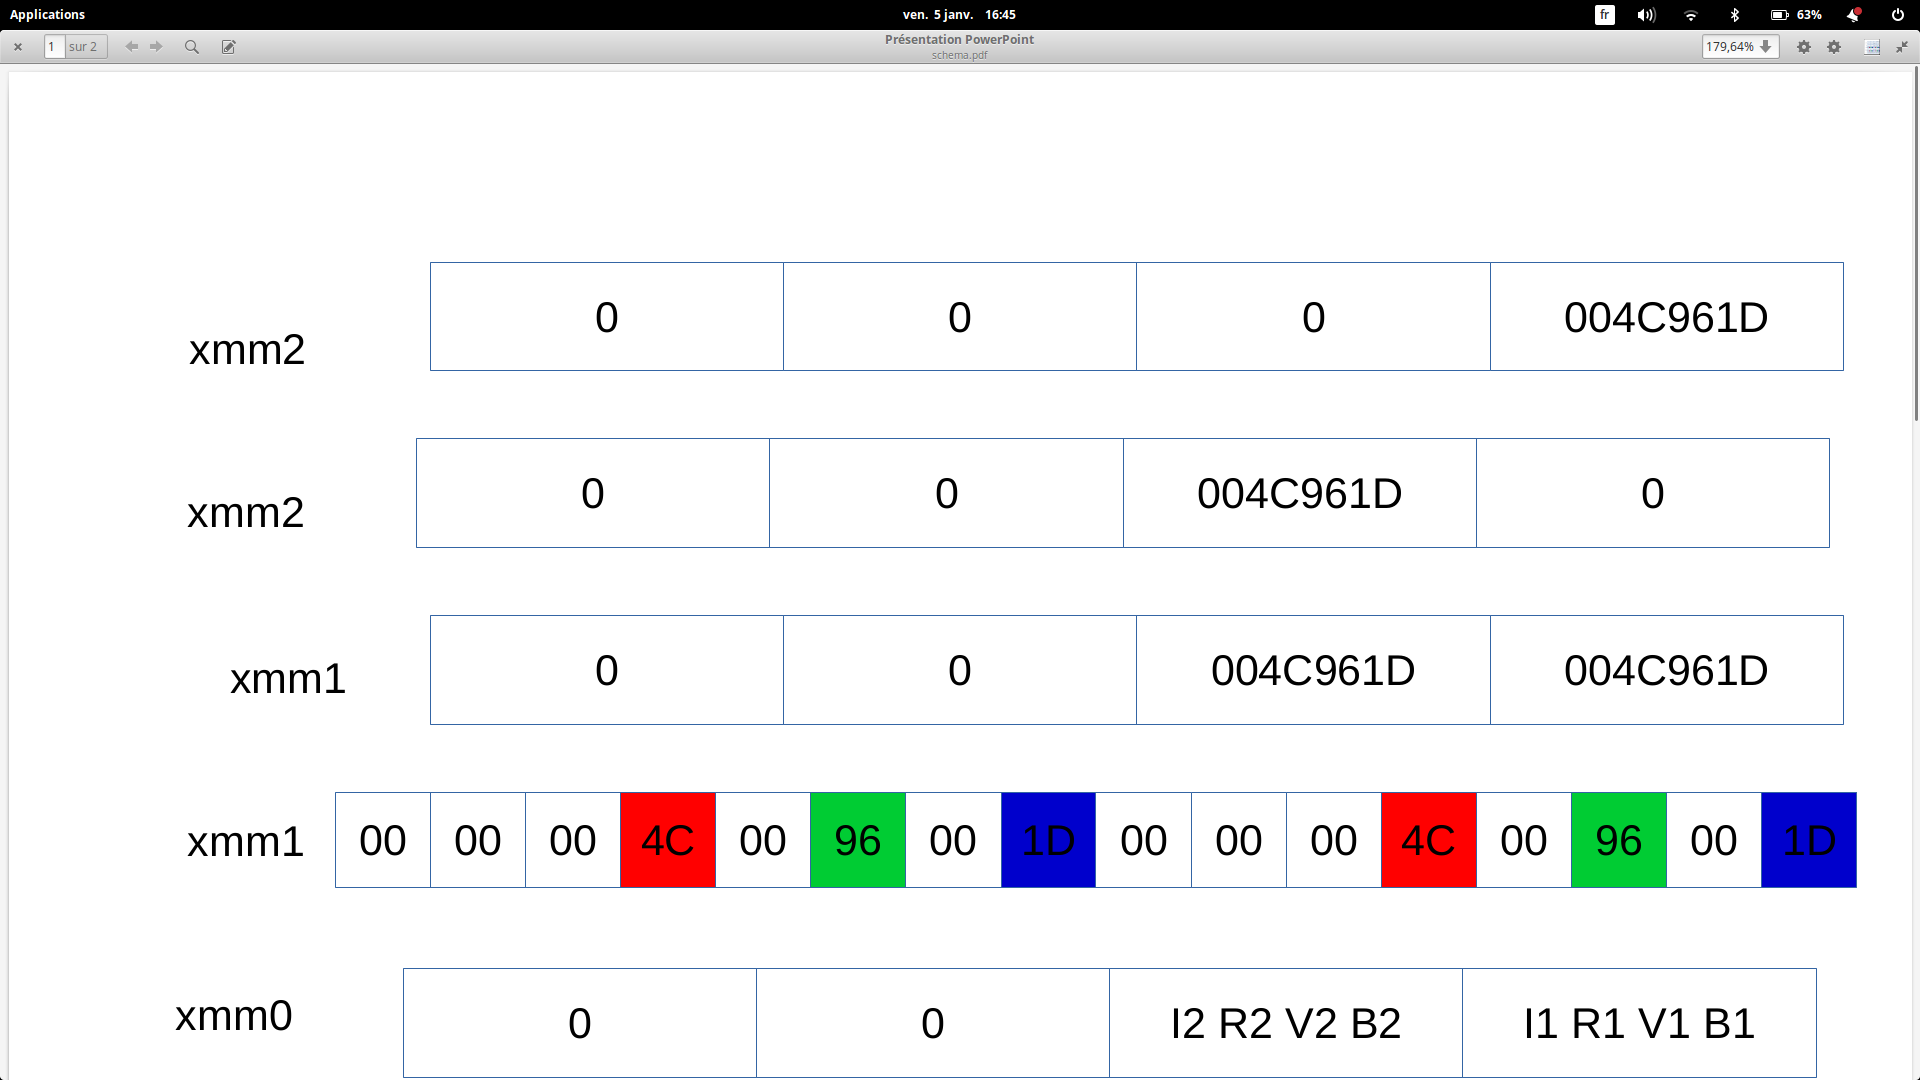 Applications
ven. 5 janv. 16:45
fr
63%
1 sur 2
Présentation PowerPoint
schema.pdf
179,64%
xmm2 0 0 0 004C961D
xmm2 0 0 004C961D 0
xmm1 0 0 004C961D 004C961D
xmm1 00 00 00 4C 00 96 00 1D 00 00 00 4C 00 96 00 1D
xmm0 0 0 I2 R2 V2 B2 I1 R1 V1 B1